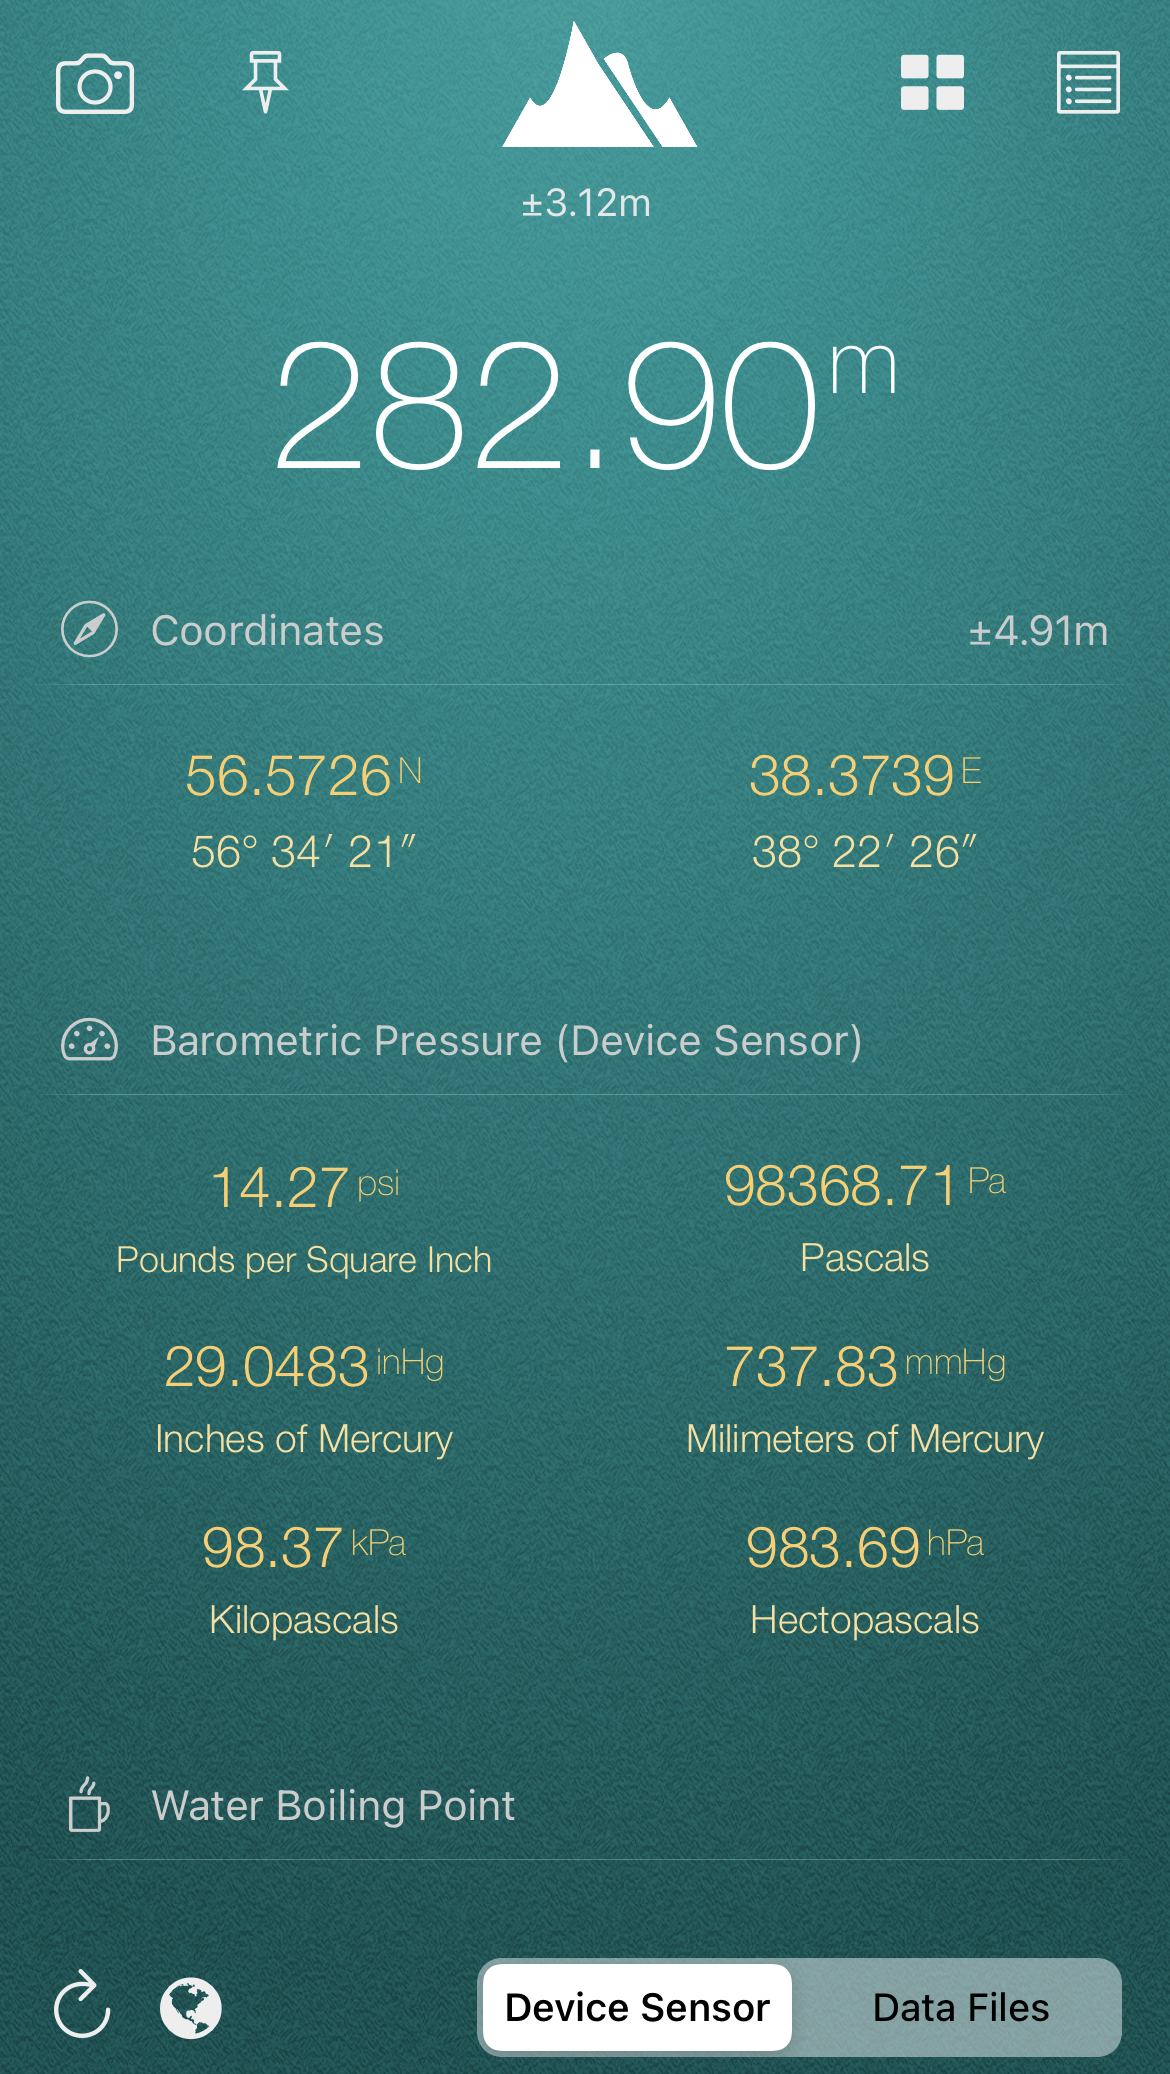 ±3.12m
282.90 m
Coordinates ±4.91m
56.5726 N 38.3739 E
56° 34′ 21″ 38° 22′ 26″
Barometric Pressure (Device Sensor)
14.27 psi 98368.71 Pa
Pounds per Square Inch Pascals
29.0483 inHg 737.83 mmHg
Inches of Mercury Milimeters of Mercury
98.37 kPa 983.69 hPa
Kilopascals Hectopascals
Water Boiling Point
Device Sensor Data Files